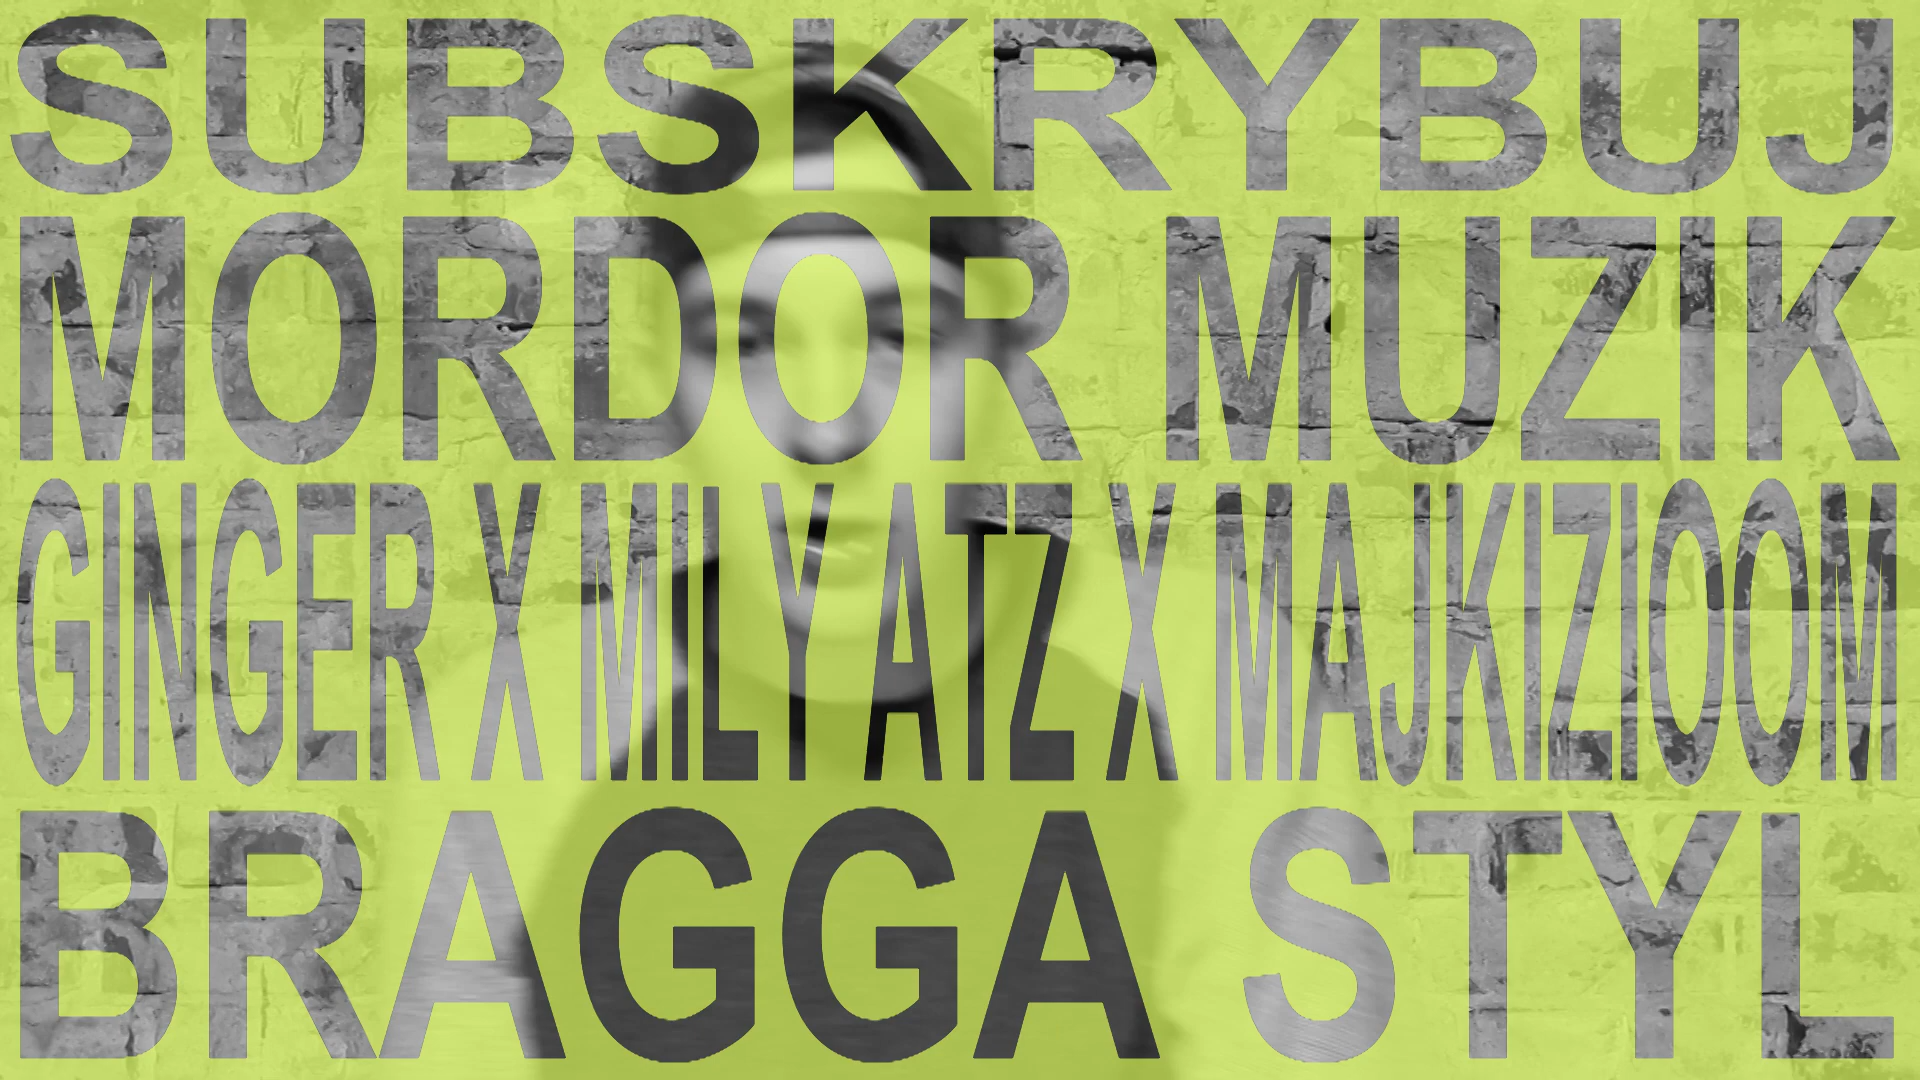 SUBSKRYBUJ
MORDOR MUZIK
GINGER X MILY ATZ X MAJKIZIOOM
BRAGGA STYL